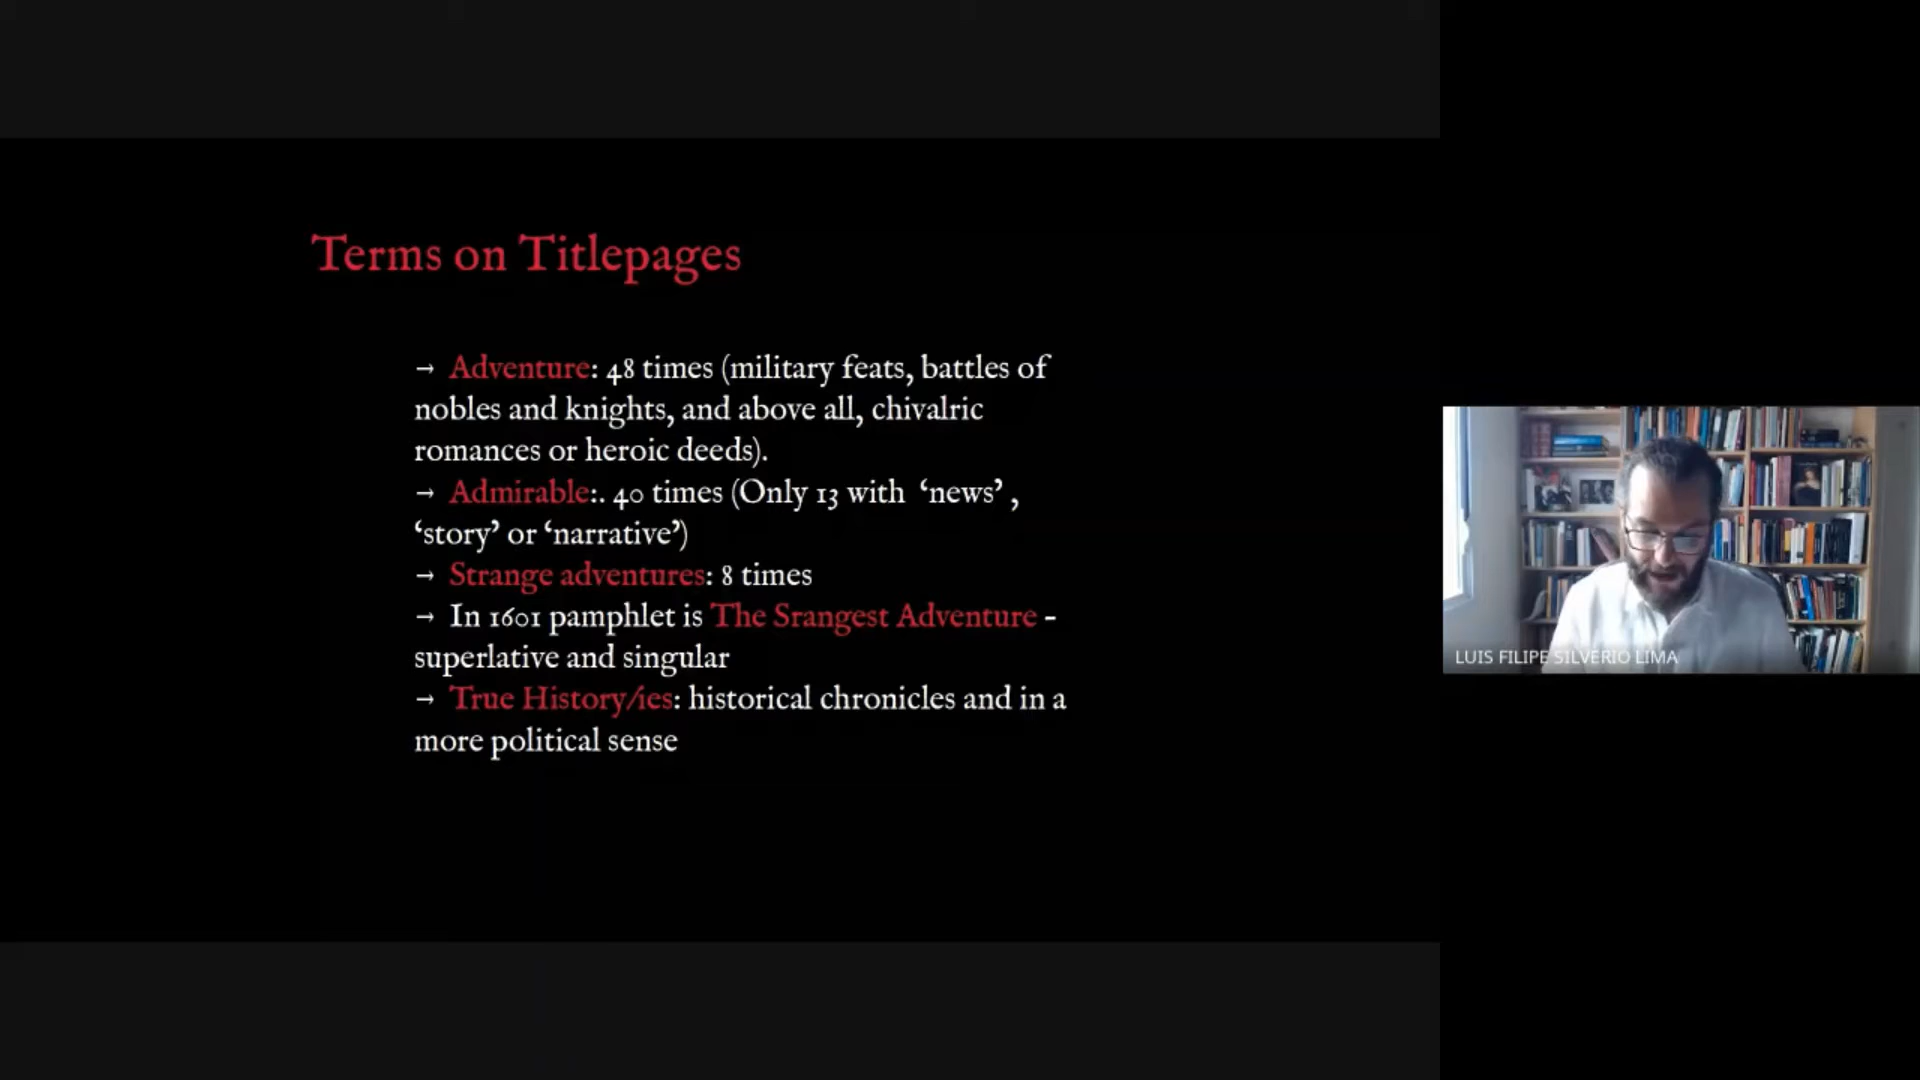 Terms on Titlepages
→ Adventure: 48 times (military feats, battles of
nobles and knights, and above all, chivalric
romances or heroic deeds).
→ Admirable:. 40 times (Only 13 with ‘news’ ,
‘story’ or ‘narrative’)
→ Strange adventures: 8 times
→ In 1601 pamphlet is The Srangest Adventure -
superlative and singular
→ True History/ies: historical chronicles and in a
more political sense
LUIS FILIPE SILVERIO LIMA